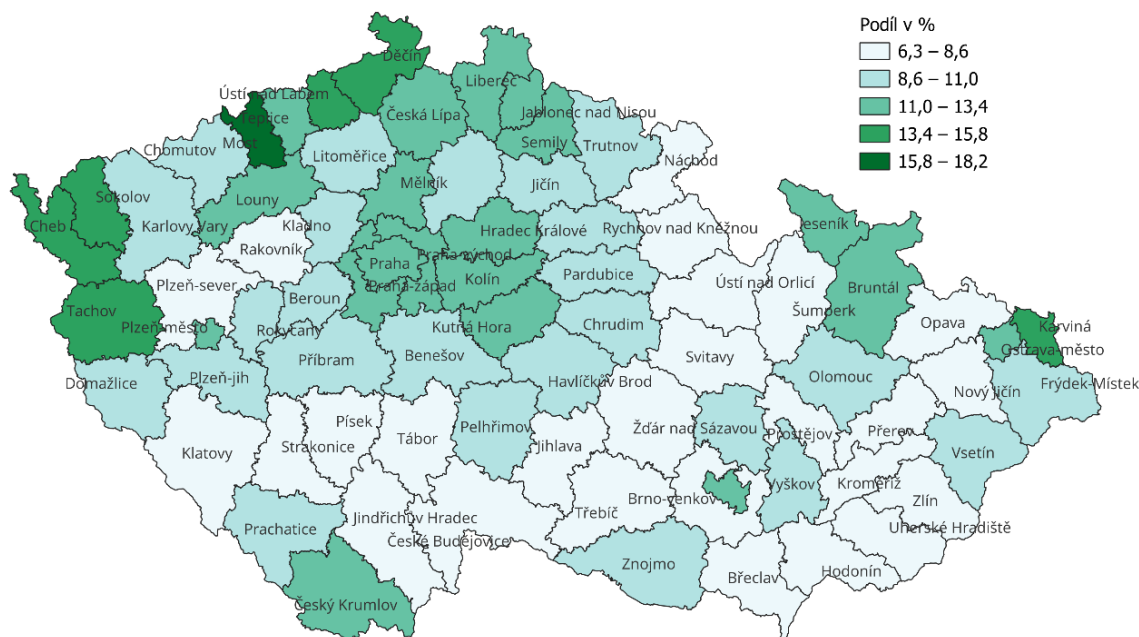 Podíl v %
6,3 – 8,6
8,6 – 11,0
11,0 – 13,4
13,4 – 15,8
15,8 – 18,2
Děčín
Liberec
Ústí nad Labem
Teplice
Česká Lípa
Jablonec nad Nisou
Most
Semily
Trutnov
Chomutov
Litoměřice
Náchod
Mělník
Jičín
Sokolov
Louny
Cheb
Karlovy Vary
Kladno
Hradec Králové
Rychnov nad Kněžnou
Jeseník
Rakovník
Praha-východ
Praha
Pardubice
Kolín
Ústí nad Orlicí
Plzeň-sever
Praha-západ
Bruntál
Beroun
Tachov
Šumperk
Plzeň-město
Rokycany
Kutná Hora
Chrudim
Opava
Karviná
Ostrava-město
Příbram
Benešov
Svitavy
Domažlice
Plzeň-jih
Havlíčkův Brod
Olomouc
Nový Jičín
Frýdek-Místek
Písek
Pelhřimov
Žďár nad
Sázavou
Prostějov
Přerov
Tábor
Strakonice
Jihlava
Klatovy
Vsetín
Vyškov
Kroměříž
Brno-venkov
Zlín
Třebíč
Jindřichův Hradec
Prachatice
Uherské Hradiště
České Budějovice
Znojmo
Hodonín
Břeclav
Český Krumlov